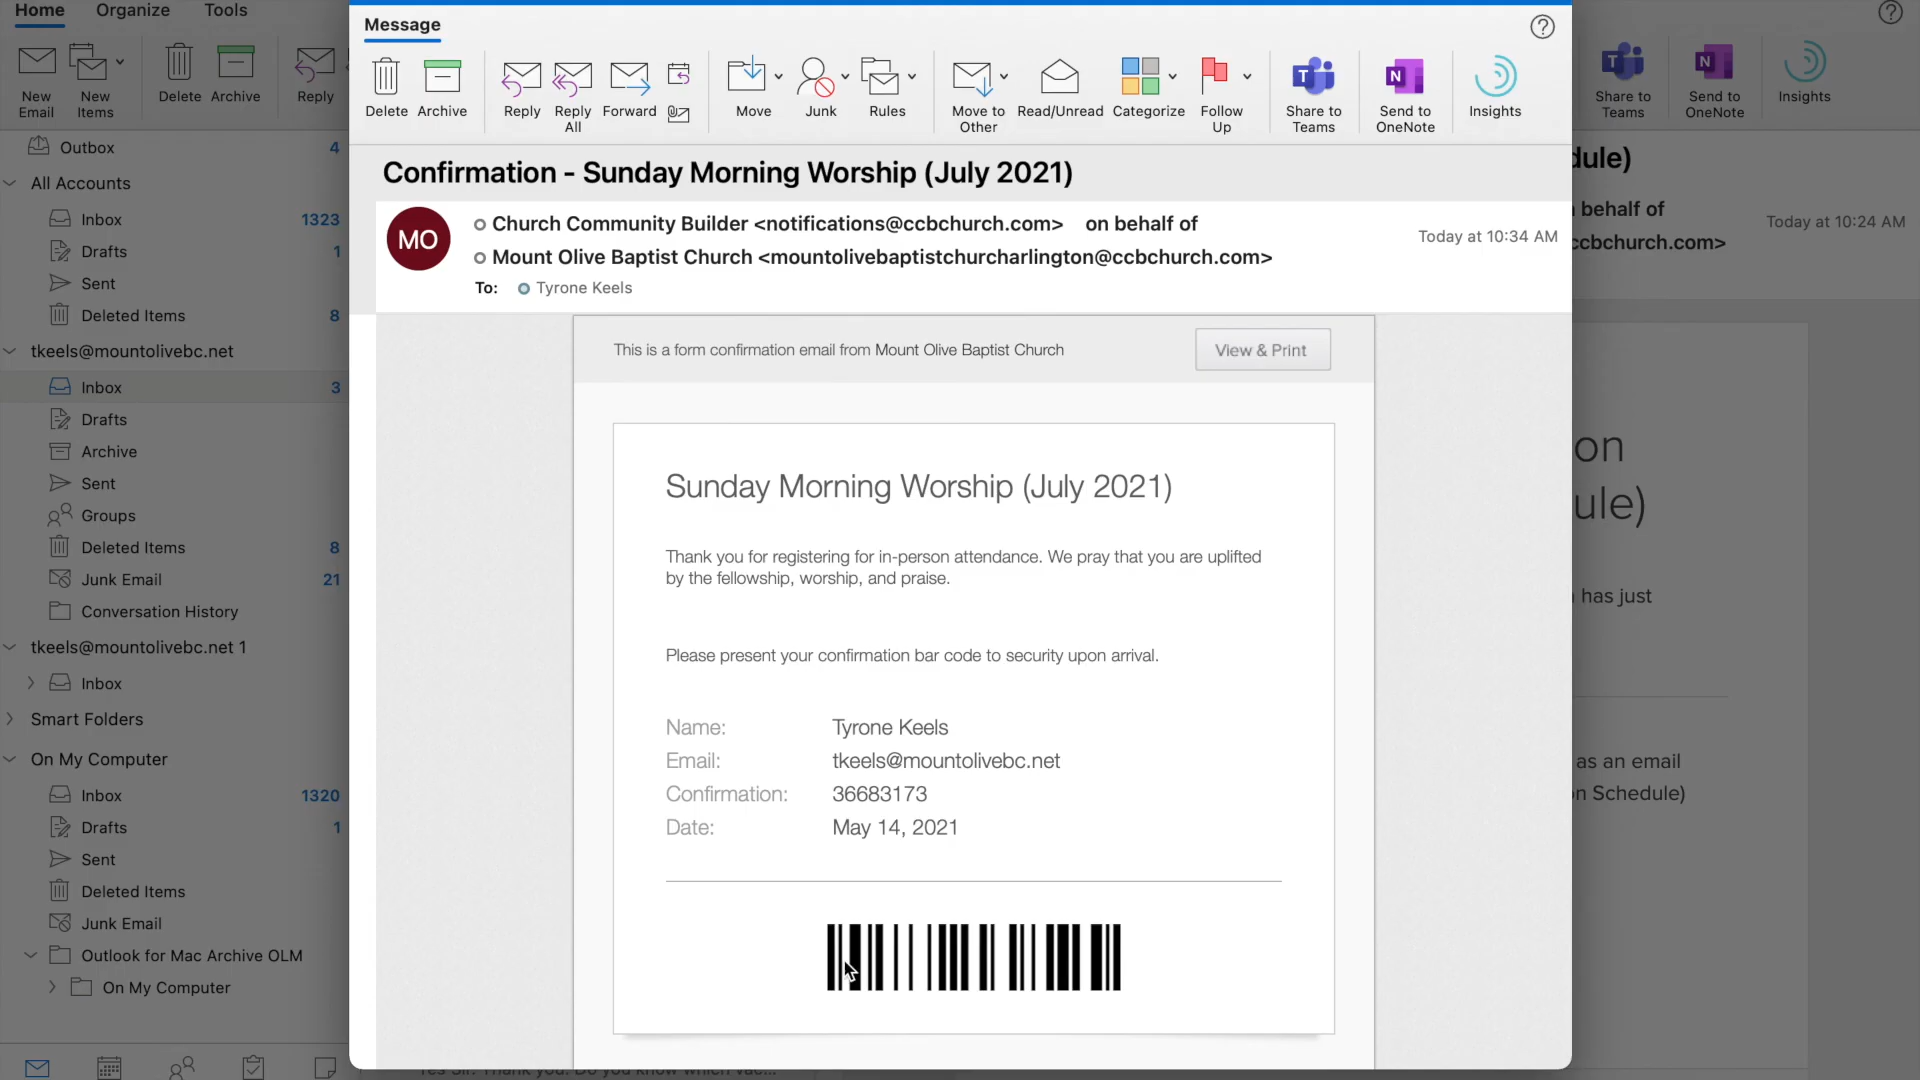 Home Organize Tools
New Email
New Items
Delete
Archive
Reply
Outbox 4
All Accounts
Inbox 1323
Drafts 1
Sent
Deleted Items 8
tkeels@mountolivebc.net
Inbox 3
Drafts
Archive
Sent
Groups
Deleted Items 8
Junk Email 21
Conversation History
tkeels@mountolivebc.net 1
Inbox
Smart Folders
On My Computer
Inbox 1320
Drafts 1
Sent
Deleted Items
Junk Email
Outlook for Mac Archive OLM
On My Computer
Message
Delete
Archive
Reply
Reply All
Forward
Move
Junk
Rules
Move to Other
Read/Unread
Categorize
Follow Up
Share to Teams
Send to OneNote
Insights
Confirmation - Sunday Morning Worship (July 2021)
MO
Church Community Builder <notifications@ccbchurch.com> on behalf of
Mount Olive Baptist Church <mountolivebaptistchurcharlington@ccbchurch.com>
Today at 10:34 AM
To: Tyrone Keels
This is a form confirmation email from Mount Olive Baptist Church
View & Print
Sunday Morning Worship (July 2021)
Thank you for registering for in-person attendance. We pray that you are uplifted
by the fellowship, worship, and praise.
Please present your confirmation bar code to security upon arrival.
Name: Tyrone Keels
Email: tkeels@mountolivebc.net
Confirmation: 36683173
Date: May 14, 2021
Share to Teams
Send to OneNote
Insights
dule)
behalf of
ccbchurch.com>
Today at 10:24 AM
on
ule)
has just
as an email
n Schedule)